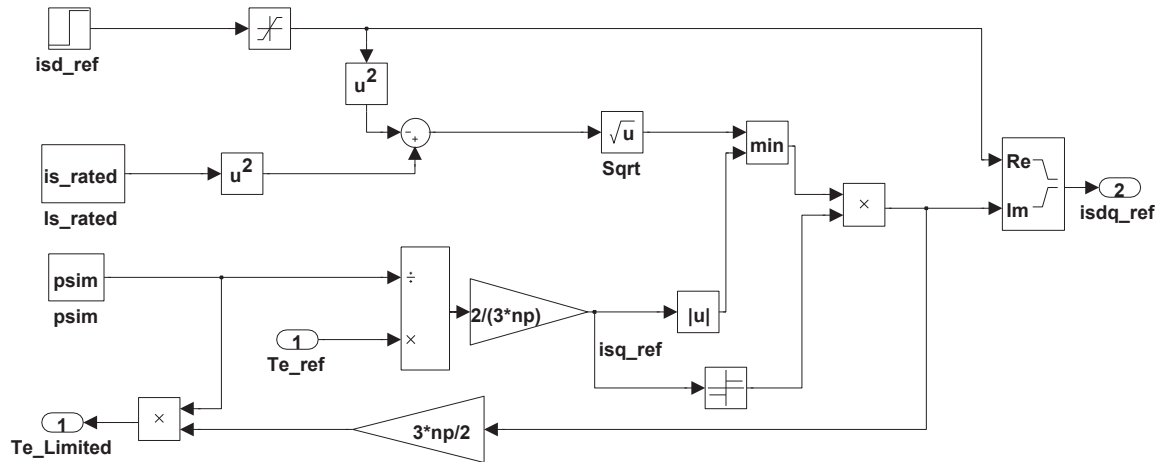 isd_ref
u2
is_rated
Is_rated
u2
-
+
√u
Sqrt
min
×
Re
Im
2
isdq_ref
psim
psim
÷
×
1
Te_ref
2/(3*np)
isq_ref
|u|
1
Te_Limited
×
3*np/2